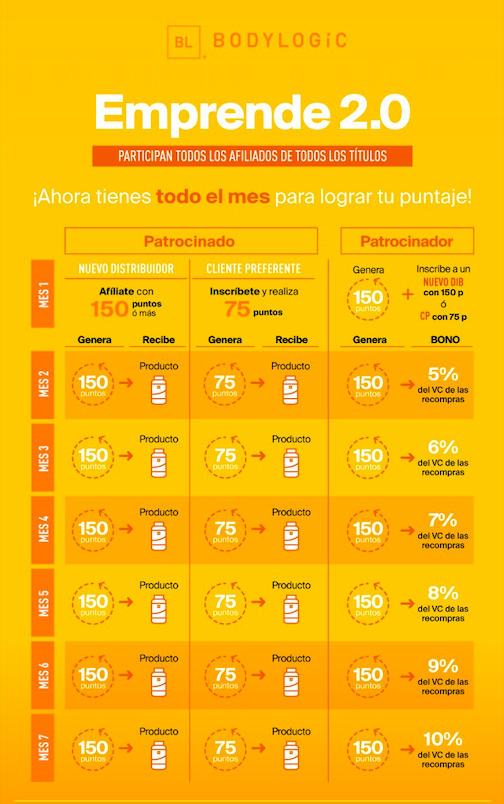 BL BODYLOGIC
Emprende 2.0
PARTICIPAN TODOS LOS AFILIADOS DE TODOS LOS TÍTULOS
¡Ahora tienes todo el mes para lograr tu puntaje!
Patrocinado
Patrocinador
MES 1
NUEVO DISTRIBUIDOR
Afíliate con
150 puntos
ó más
CLIENTE PREFERENTE
Inscríbete y realiza
75 puntos
Genera
150
puntos
+
Inscribe a un
NUEVO DIB
con 150 p
ó
CP con 75 p
Genera Recibe Genera Recibe Genera BONO
MES 2
150
puntos
Producto
75
puntos
Producto
150
puntos
5%
del VC de las
recompras
MES 3
150
puntos
Producto
75
puntos
Producto
150
puntos
6%
del VC de las
recompras
MES 4
150
puntos
Producto
75
puntos
Producto
150
puntos
7%
del VC de las
recompras
MES 5
150
puntos
Producto
75
puntos
Producto
150
puntos
8%
del VC de las
recompras
MES 6
150
puntos
Producto
75
puntos
Producto
150
puntos
9%
del VC de las
recompras
MES 7
150
puntos
Producto
75
puntos
Producto
150
puntos
10%
del VC de las
recompras